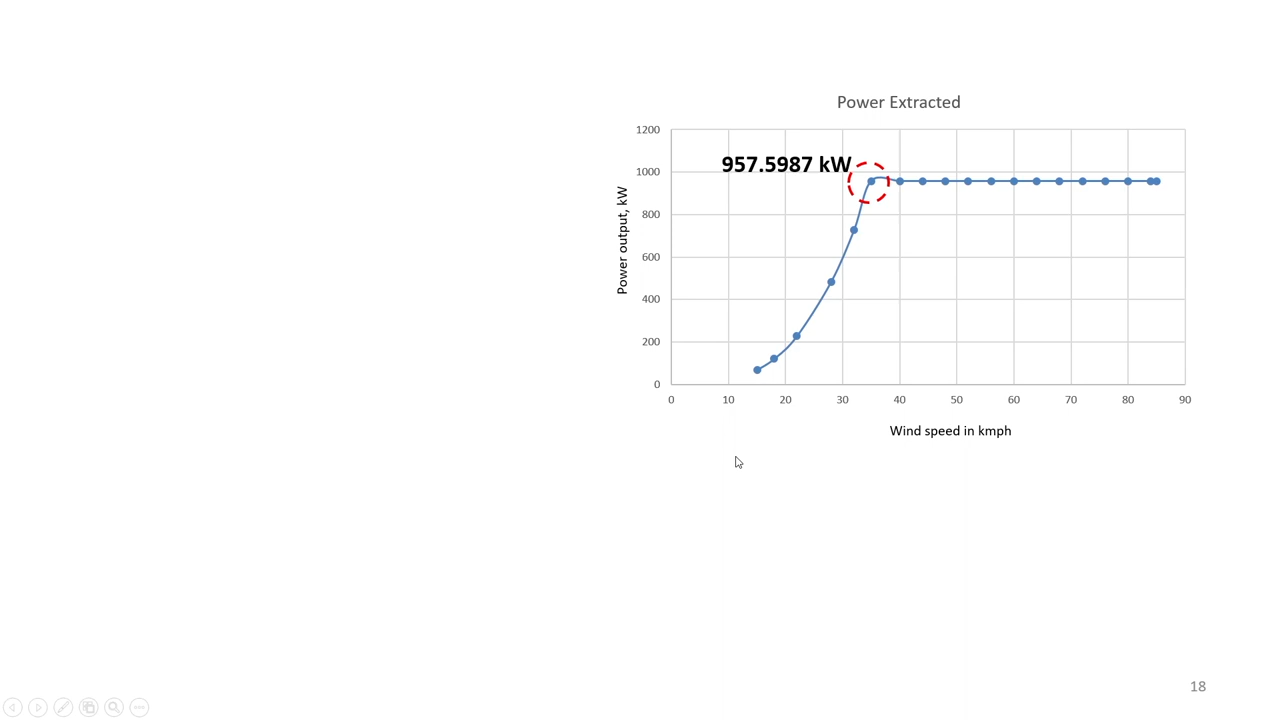 Power Extracted
1200
1000
800
600
400
200
0
957.5987 kW
Power output, kW
0 10 20 30 40 50 60 70 80 90
Wind speed in kmph
18